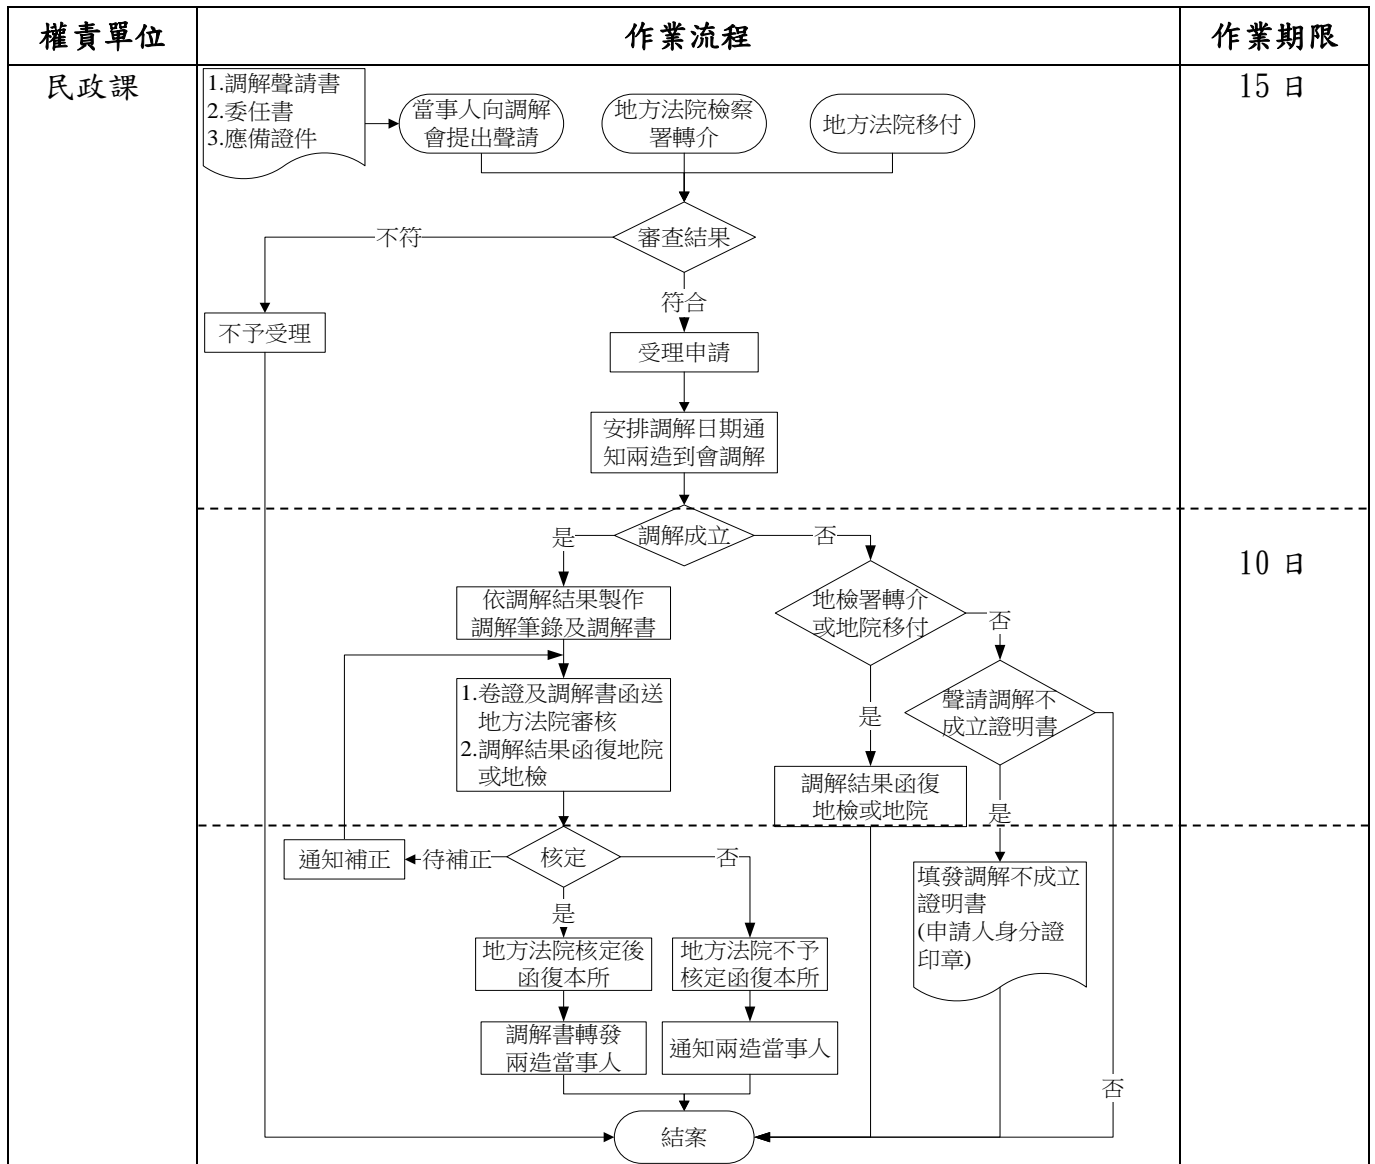 權責單位
作業流程
作業期限
民政課
15 日
1.調解聲請書
2.委任書
3.應備證件
當事人向調解
會提出聲請
地方法院檢察
署轉介
地方法院移付
不符
審查結果
符合
不予受理
受理申請
安排調解日期通
知兩造到會調解
是
調解成立
否
10 日
依調解結果製作
調解筆錄及調解書
地檢署轉介
或地院移付
否
1.卷證及調解書函送
地方法院審核
2.調解結果函復地院
或地檢
是
聲請調解不
成立證明書
調解結果函復
地檢或地院
是
通知補正
待補正
核定
否
填發調解不成立
證明書
(申請人身分證
印章)
是
地方法院核定後
函復本所
地方法院不予
核定函復本所
調解書轉發
兩造當事人
通知兩造當事人
否
結案